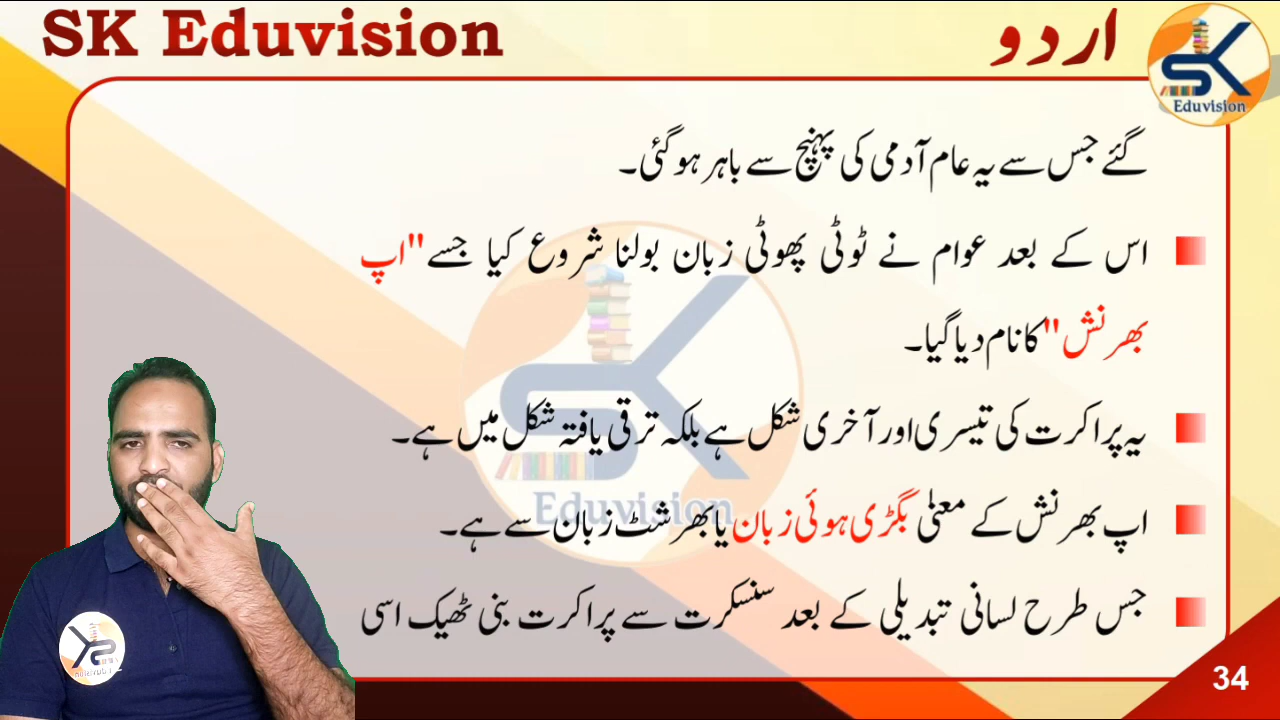 SK Eduvision
اردو
SK
Eduvision
گئے جس سے یہ عام آدمی کی پہنچ سے باہر ہو گئی۔
اس کے بعد عوام نے ٹوٹی پھوٹی زبان بولنا شروع کیا جسے "اپ
بھرنش" کا نام دیا گیا۔
یہ پراکرت کی تیسری اور آخری شکل ہے بلکہ ترقی یافتہ شکل میں ہے۔
اپ بھرنش کے معنیٰ بگڑی ہوئی زبان یا بھرشٹ زبان سے ہے۔
جس طرح لسانی تبدیلی کے بعد سنسکرت سے پراکرت بنی ٹھیک اسی
SK
Eduvision
34